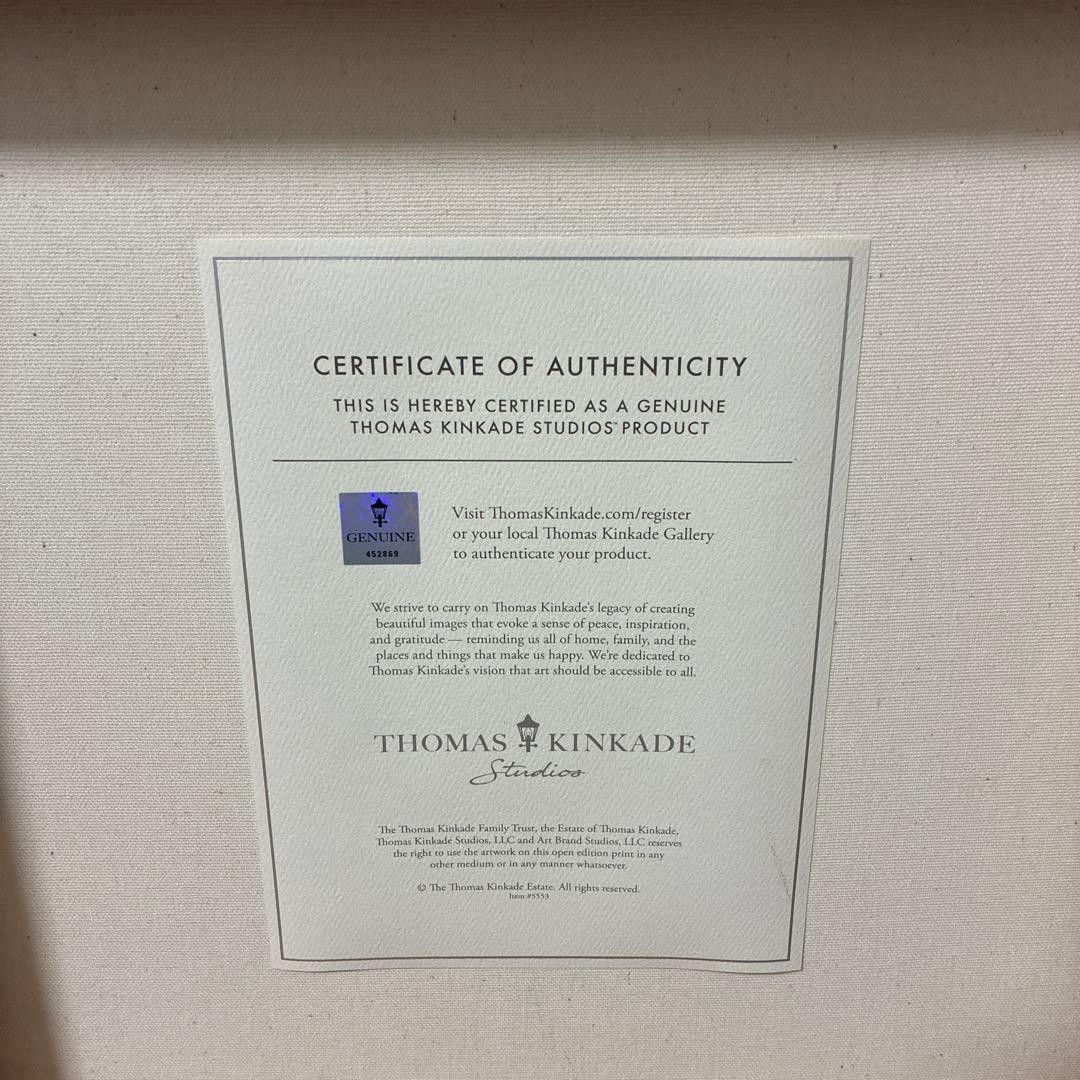 CERTIFICATE OF AUTHENTICITY
THIS IS HEREBY CERTIFIED AS A GENUINE
THOMAS KINKADE STUDIOS™ PRODUCT
GENUINE
452869
Visit ThomasKinkade.com/register
or your local Thomas Kinkade Gallery
to authenticate your product.
We strive to carry on Thomas Kinkade's legacy of creating
beautiful images that evoke a sense of peace, inspiration,
and gratitude — reminding us all of home, family, and the
places and things that make us happy. We're dedicated to
Thomas Kinkade's vision that art should be accessible to all.
THOMAS KINKADE
Studios
The Thomas Kinkade Family Trust, the Estate of Thomas Kinkade,
Thomas Kinkade Studios, LLC and Art Brand Studios, LLC reserves
the right to use the artwork on this open edition print in any
other medium or in any manner whatsoever.
© The Thomas Kinkade Estate. All rights reserved.
Item #5553